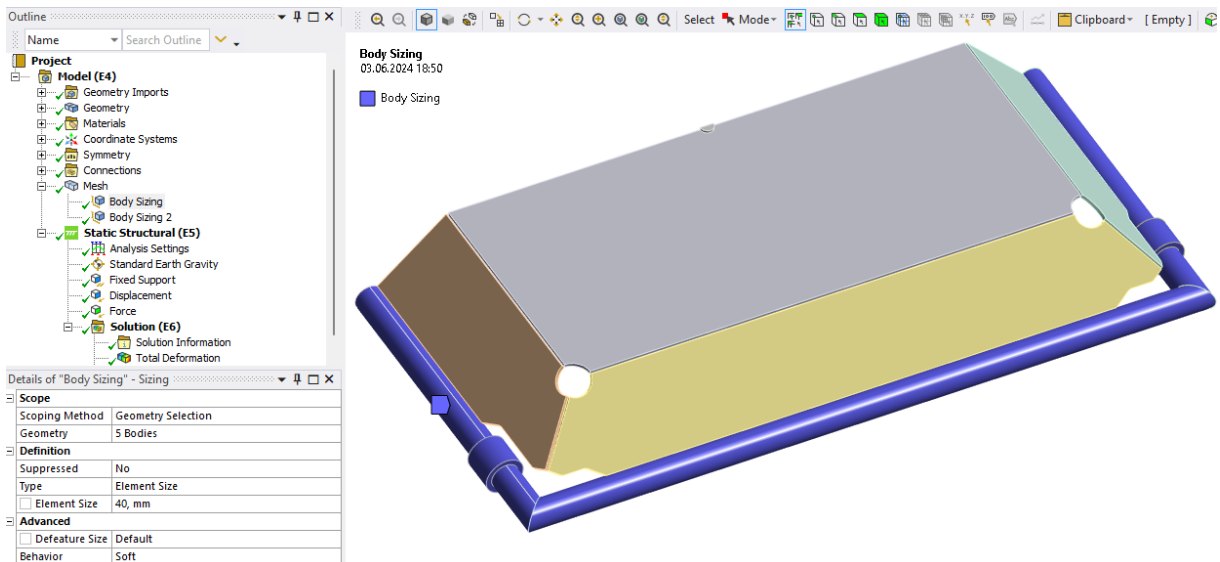 Outline
Name Search Outline
Project
Model (E4)
Geometry Imports
Geometry
Materials
Coordinate Systems
Symmetry
Connections
Mesh
Body Sizing
Body Sizing 2
Static Structural (E5)
Analysis Settings
Standard Earth Gravity
Fixed Support
Displacement
Force
Solution (E6)
Solution Information
Total Deformation
Details of "Body Sizing" - Sizing
Scope
Scoping Method Geometry Selection
Geometry 5 Bodies
Definition
Suppressed No
Type Element Size
Element Size 40, mm
Advanced
Defeature Size Default
Behavior Soft
Select Mode Clipboard [Empty]
Body Sizing
03.06.2024 18:50
Body Sizing